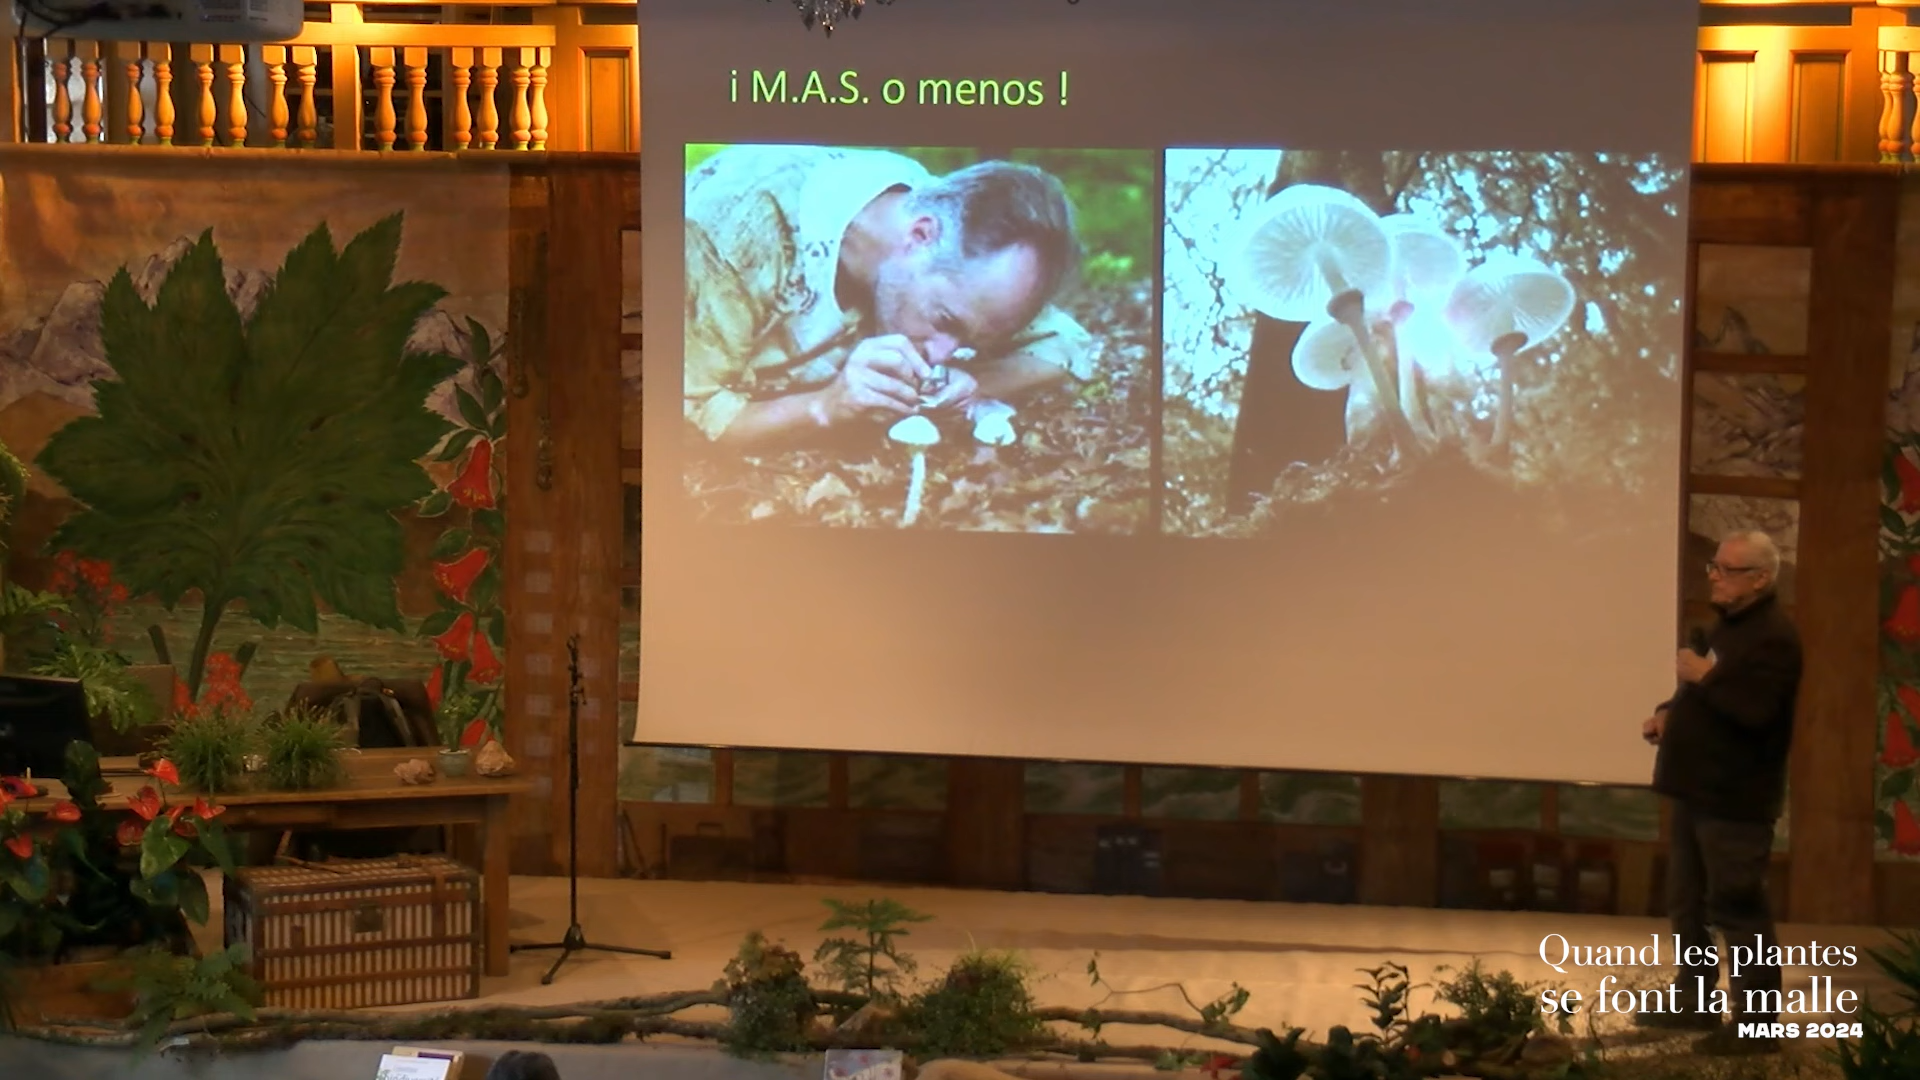 ¡ M.A.S. o menos !
Quand les plantes
se font la malle
MARS 2024